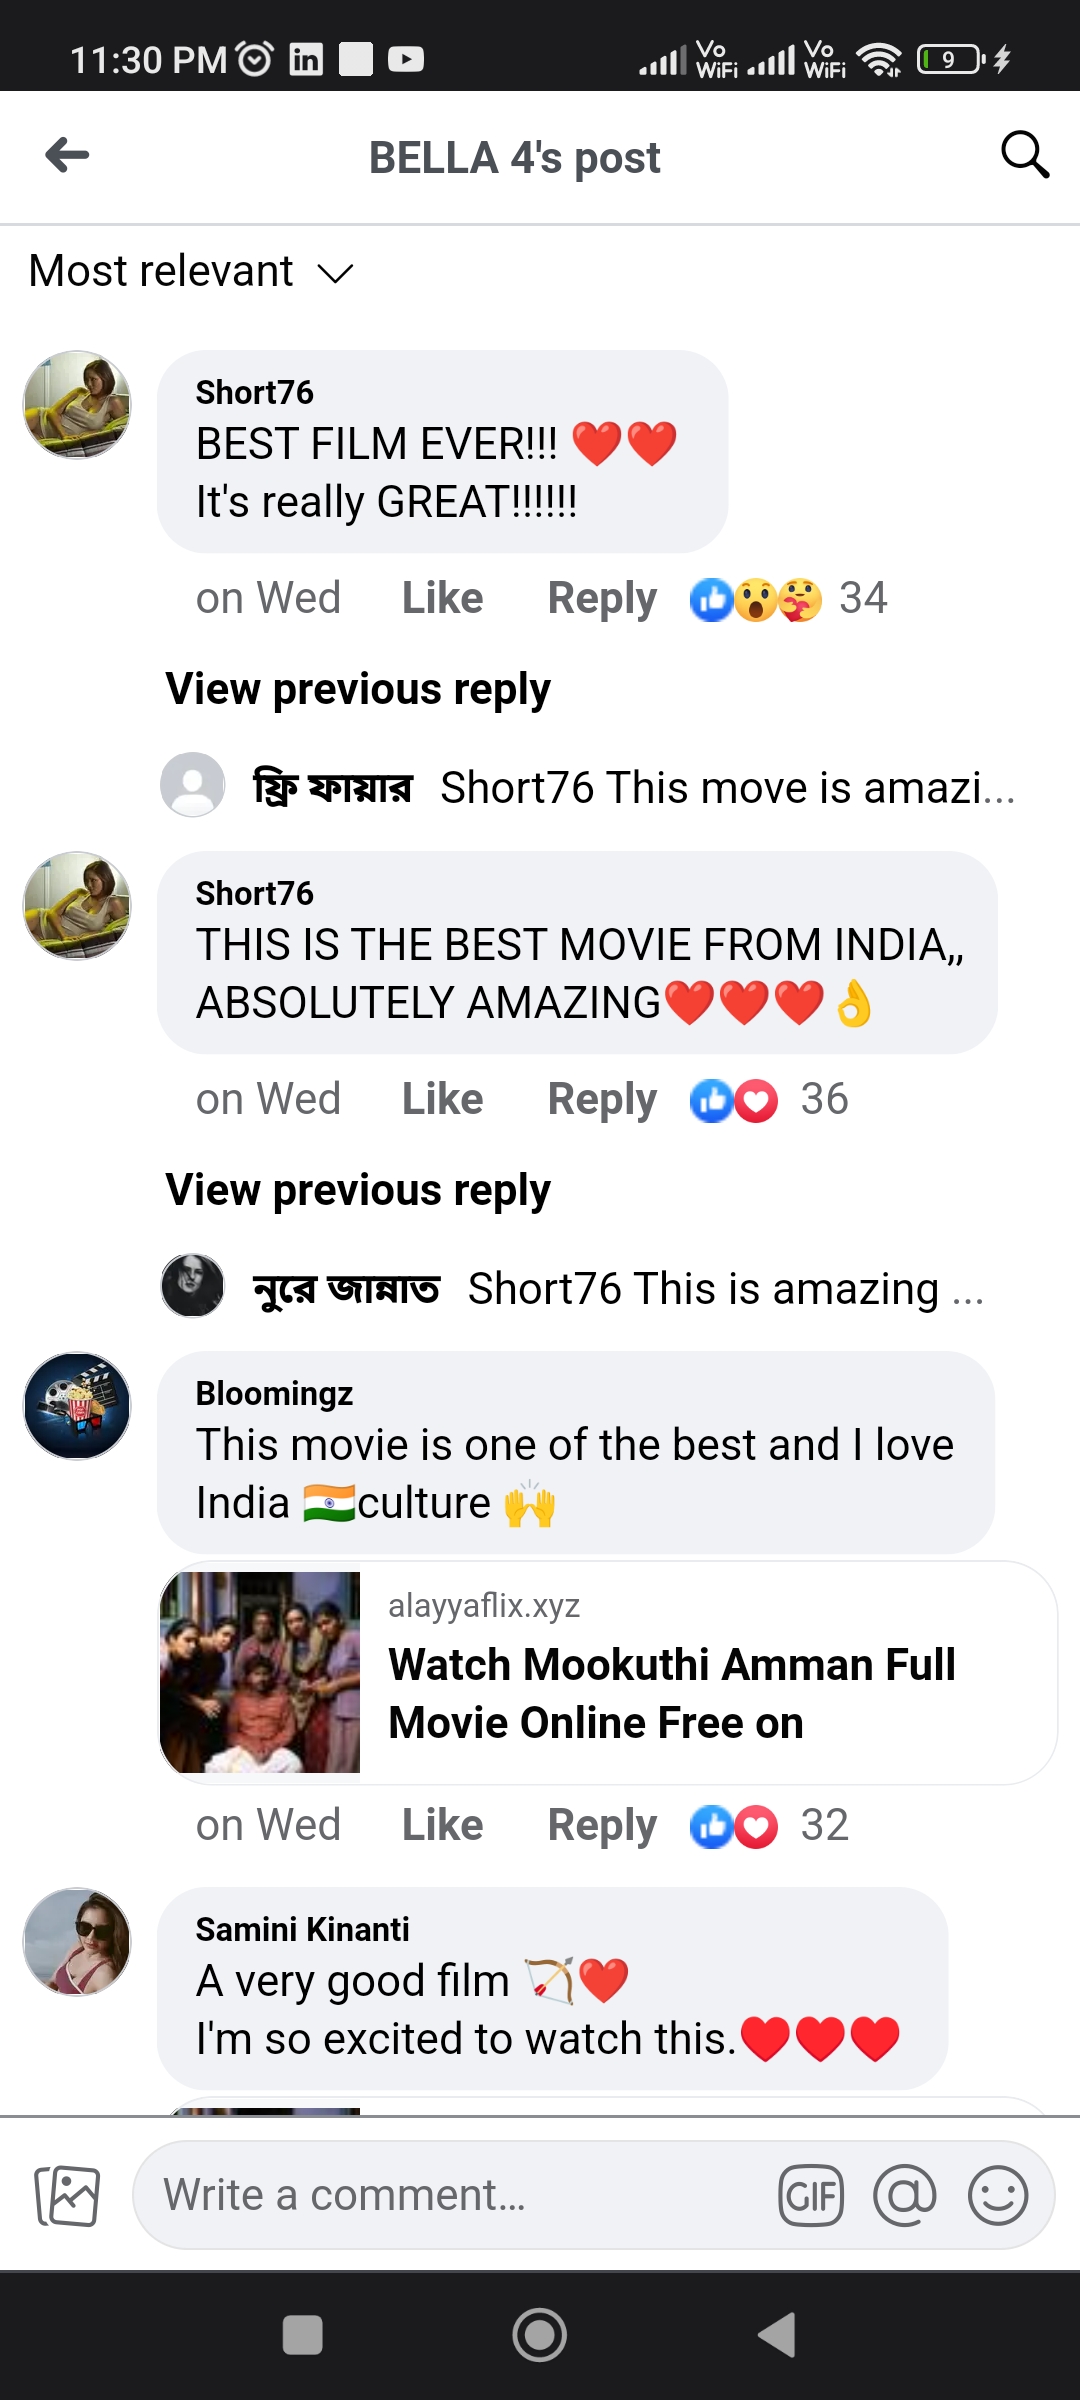 11:30 PM
Vo WiFi Vo WiFi 9
BELLA 4's post
Most relevant
Short76
BEST FILM EVER!!! ❤️❤️
It's really GREAT!!!!!!
on Wed Like Reply 34
View previous reply
ফ্রি ফায়ার Short76 This move is amazi...
Short76
THIS IS THE BEST MOVIE FROM INDIA,,
ABSOLUTELY AMAZING❤️❤️❤️👌
on Wed Like Reply 36
View previous reply
নুরে জান্নাত Short76 This is amazing ...
Bloomingz
This movie is one of the best and I love
India 🇮🇳culture 🙌
alayyaflix.xyz
Watch Mookuthi Amman Full
Movie Online Free on
on Wed Like Reply 32
Samini Kinanti
A very good film 🏹❤️
I'm so excited to watch this.♥️♥️♥️
Write a comment...
GIF